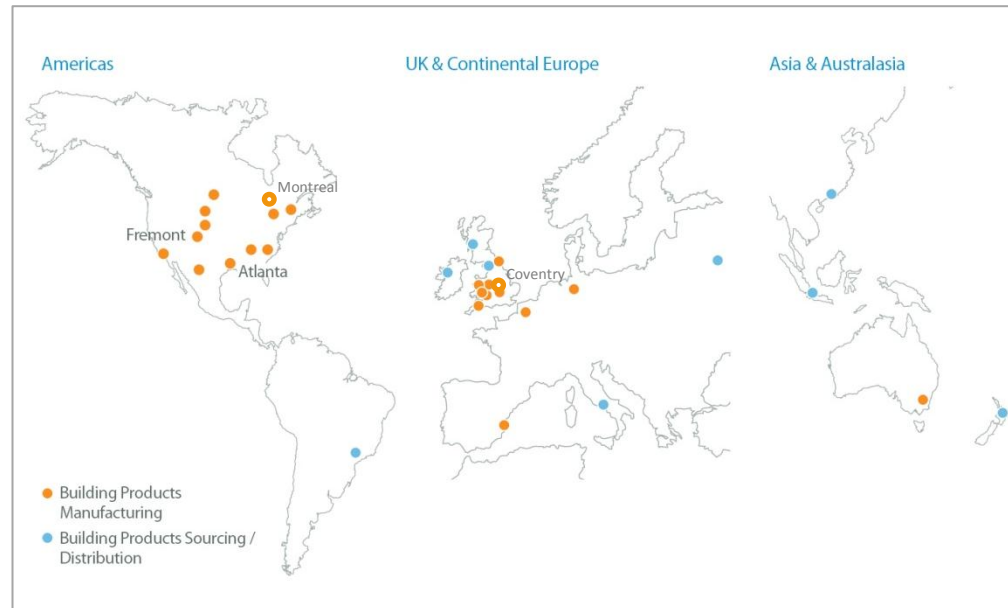 Americas
UK & Continental Europe
Asia & Australasia
Montreal
Fremont
Atlanta
Coventry
Building Products
Manufacturing
Building Products Sourcing /
Distribution